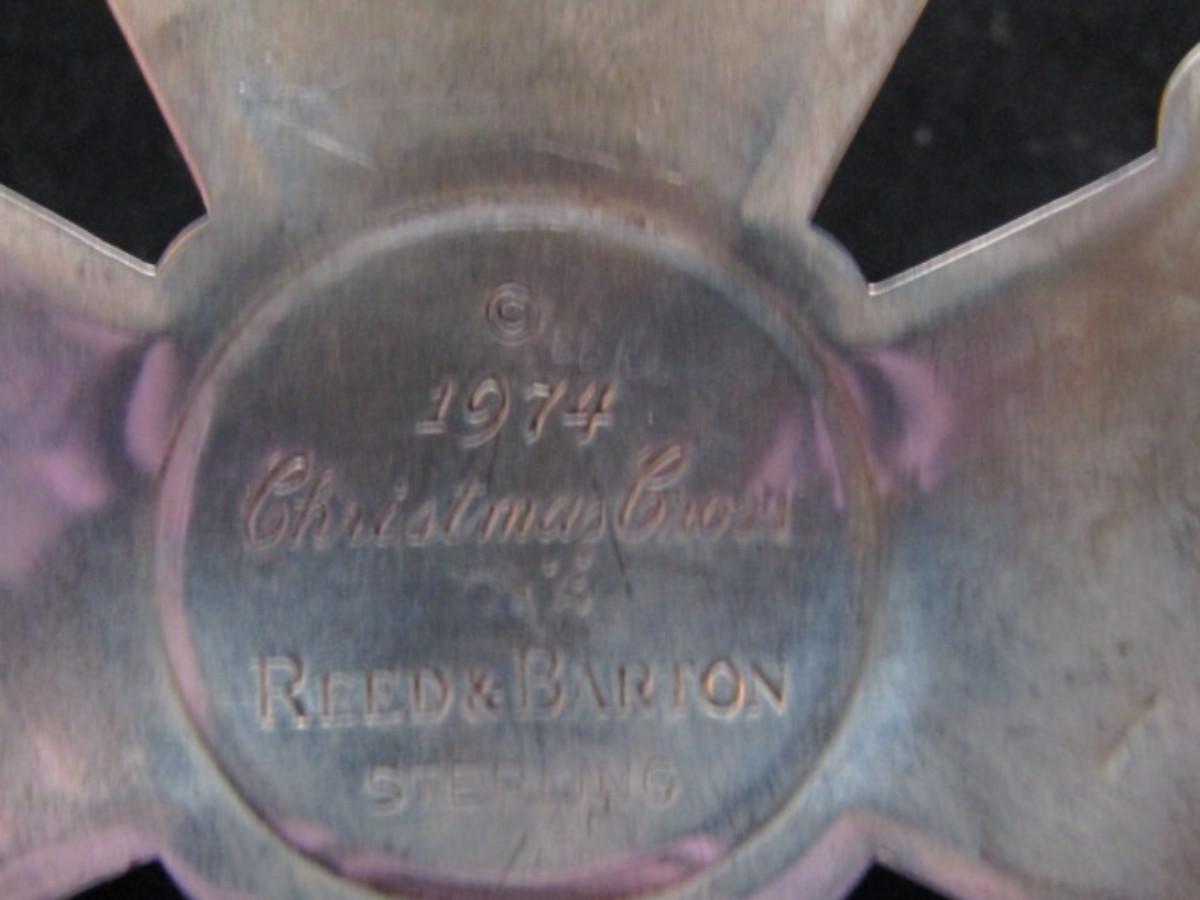 ©
1974
Christmas Cross
REED & BARTON
STERLING